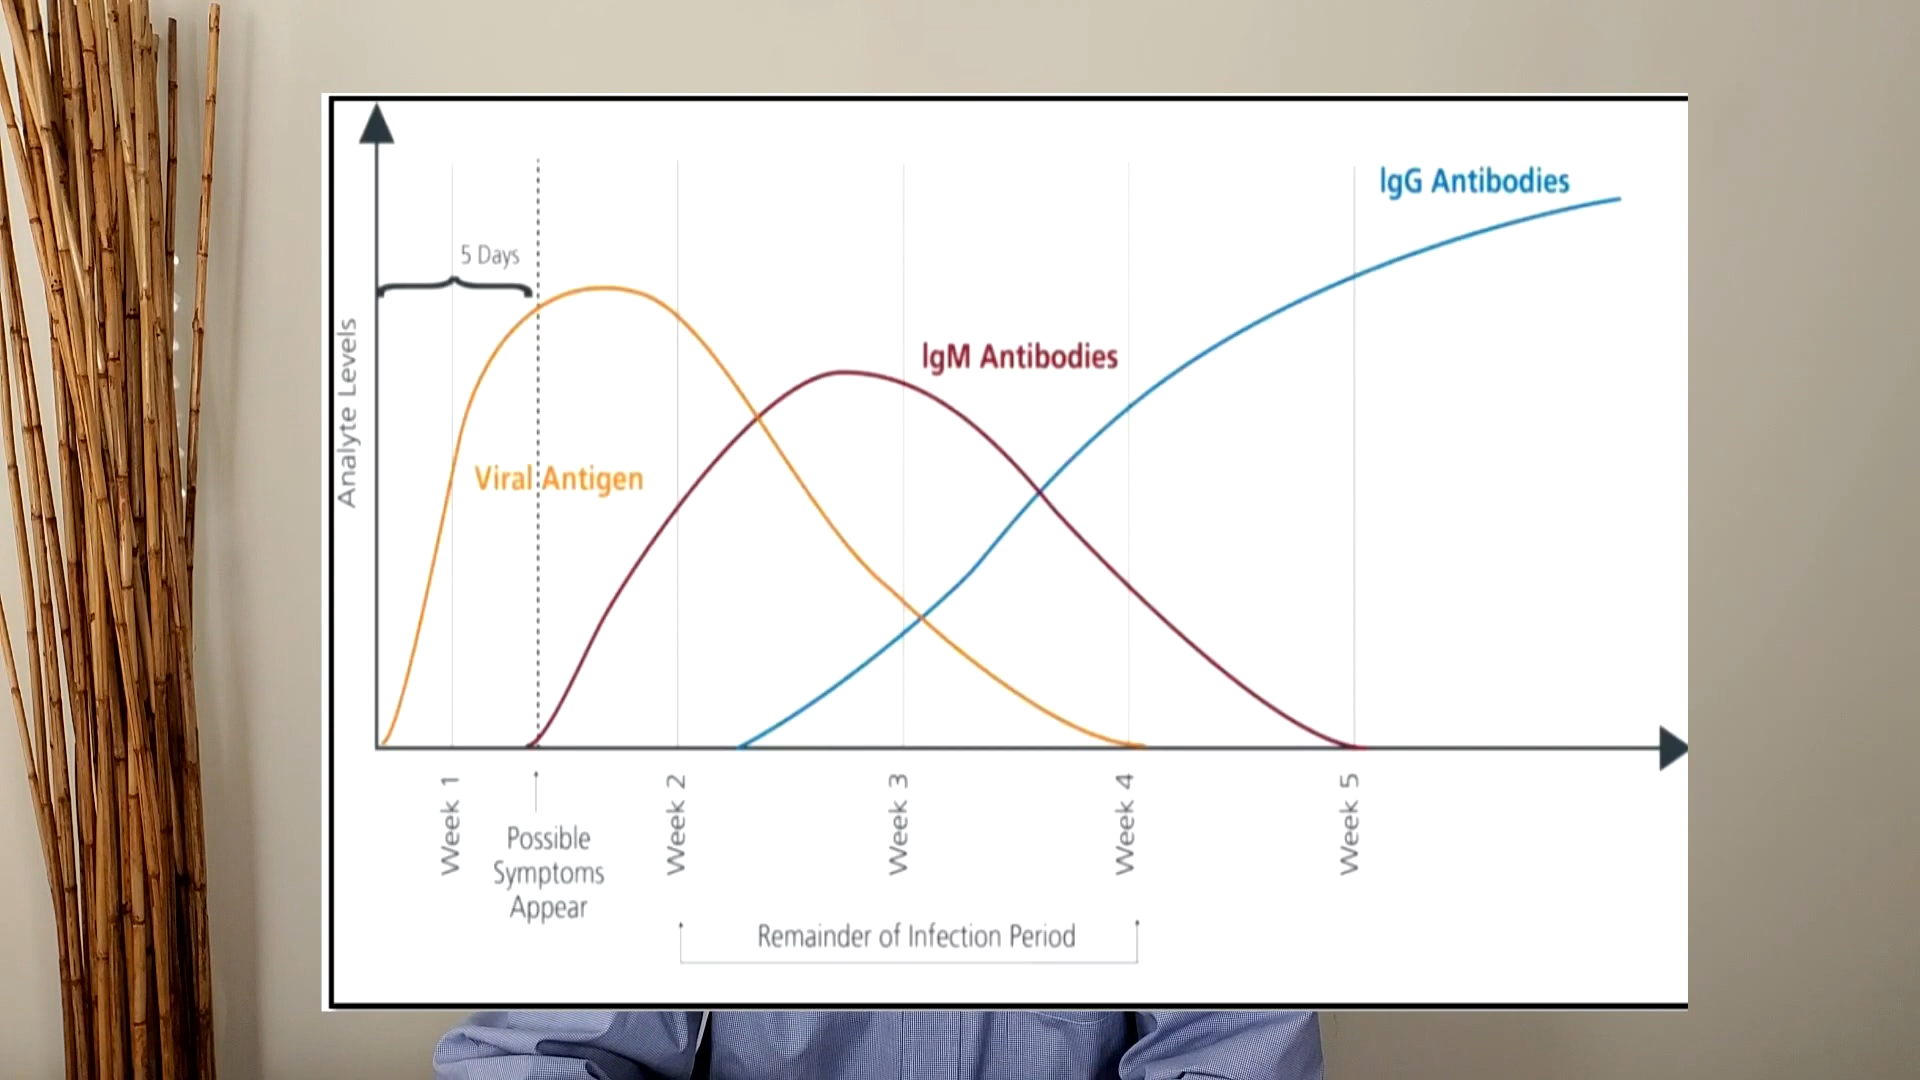 IgG Antibodies
5 Days
IgM Antibodies
Viral Antigen
Analyte Levels
Week 1
Possible
Symptoms
Appear
Week 2
Week 3
Week 4
Week 5
Remainder of Infection Period